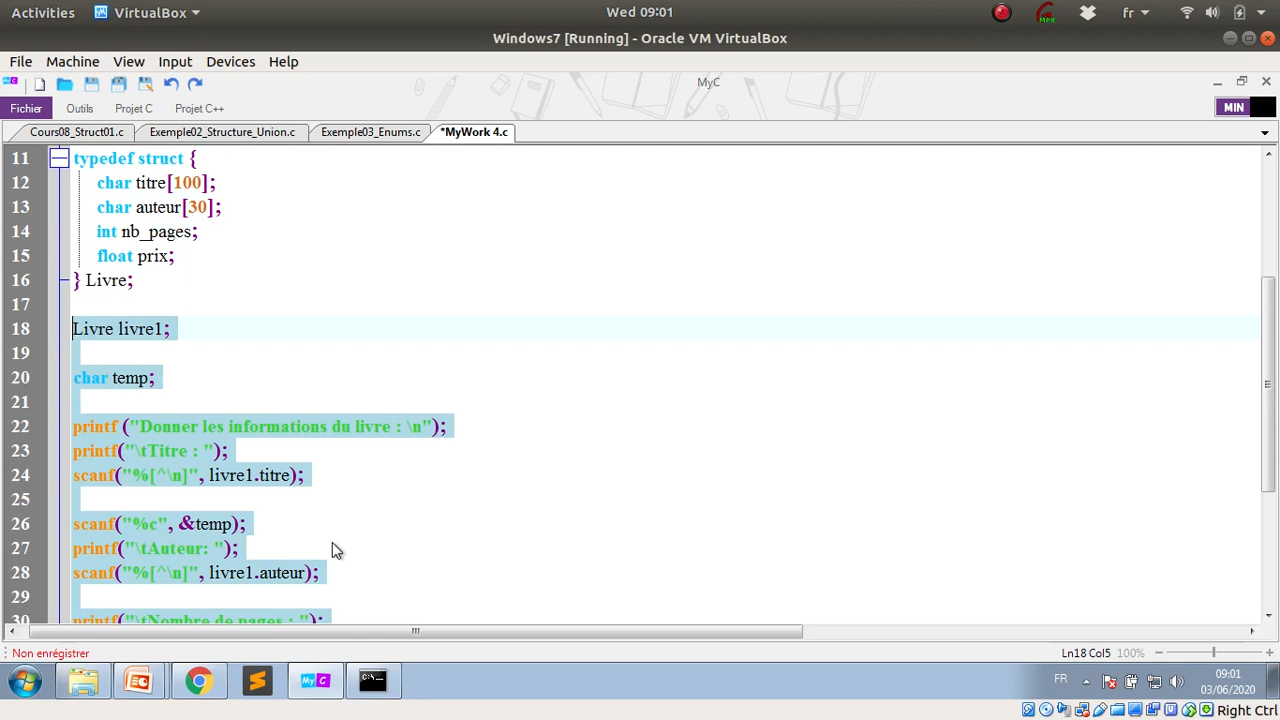 Activities VirtualBox Wed 09:01 fr
Windows7 [Running] - Oracle VM VirtualBox
File Machine View Input Devices Help
MyC
Fichier Outils Projet C Projet C++ MIN
Cours08_Struct01.c Exemple02_Structure_Union.c Exemple03_Enums.c *MyWork 4.c
11 typedef struct {
12 char titre[100];
13 char auteur[30];
14 int nb_pages;
15 float prix;
16 } Livre;
17
18 Livre livre1;
19
20 char temp;
21
22 printf ("Donner les informations du livre : \n");
23 printf("\tTitre : ");
24 scanf("%[^\n]", livre1.titre);
25
26 scanf("%c", &temp);
27 printf("\tAuteur: ");
28 scanf("%[^\n]", livre1.auteur);
29
30 printf("\tNombre de pages : ");
Non enrégistrer Ln18 Col5 100%
MyC FR 09:01
03/06/2020
Right Ctrl